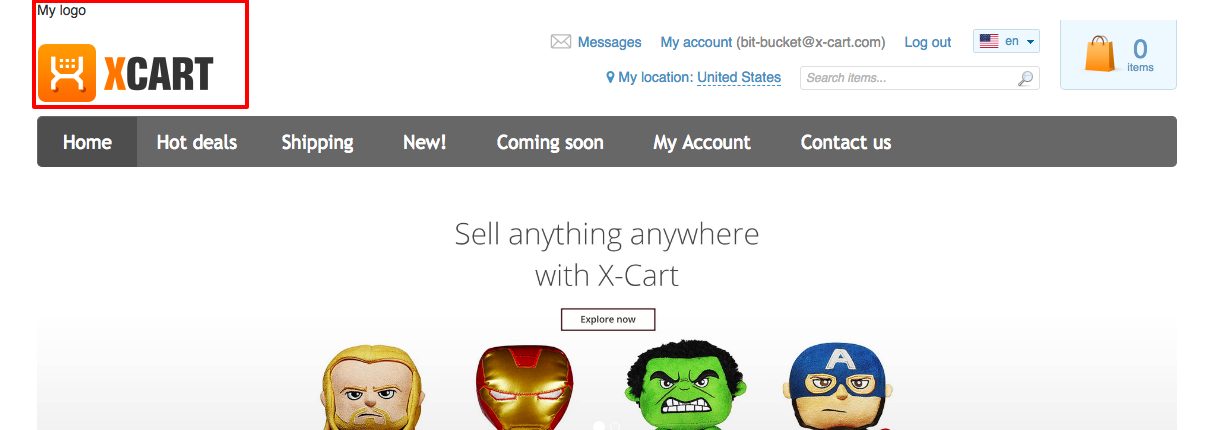 My logo
XCART
Messages My account (bit-bucket@x-cart.com) Log out en
0
items
My location: United States Search items...
Home Hot deals Shipping New! Coming soon My Account Contact us
Sell anything anywhere
with X-Cart
Explore now
A